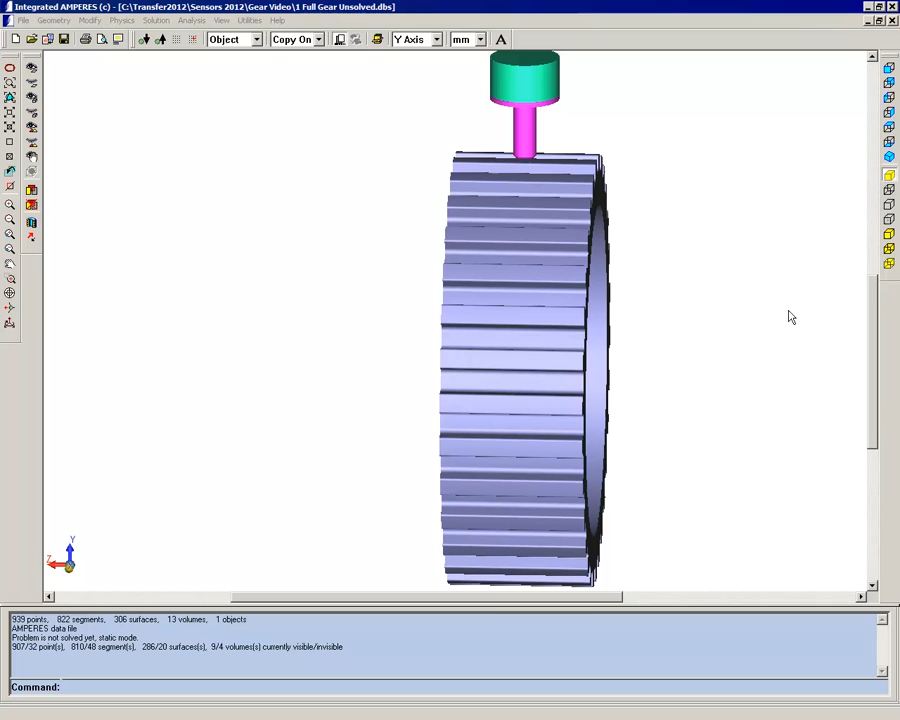 Integrated AMPERES (c) - [C:\Transfer2012\Sensors 2012\Gear Video\1 Full Gear Unsolved.dbs]
File Geometry Modify Physics Solution Analysis View Utilities Help
Object Copy On Y Axis mm A
Y
Z
939 points, 822 segments, 306 surfaces, 13 volumes, 1 objects
AMPERES data file
Problem is not solved yet, static mode.
907/32 point(s), 810/48 segment(s), 286/20 surfaces(s), 9/4 volumes(s) currently visible/invisible
Command: